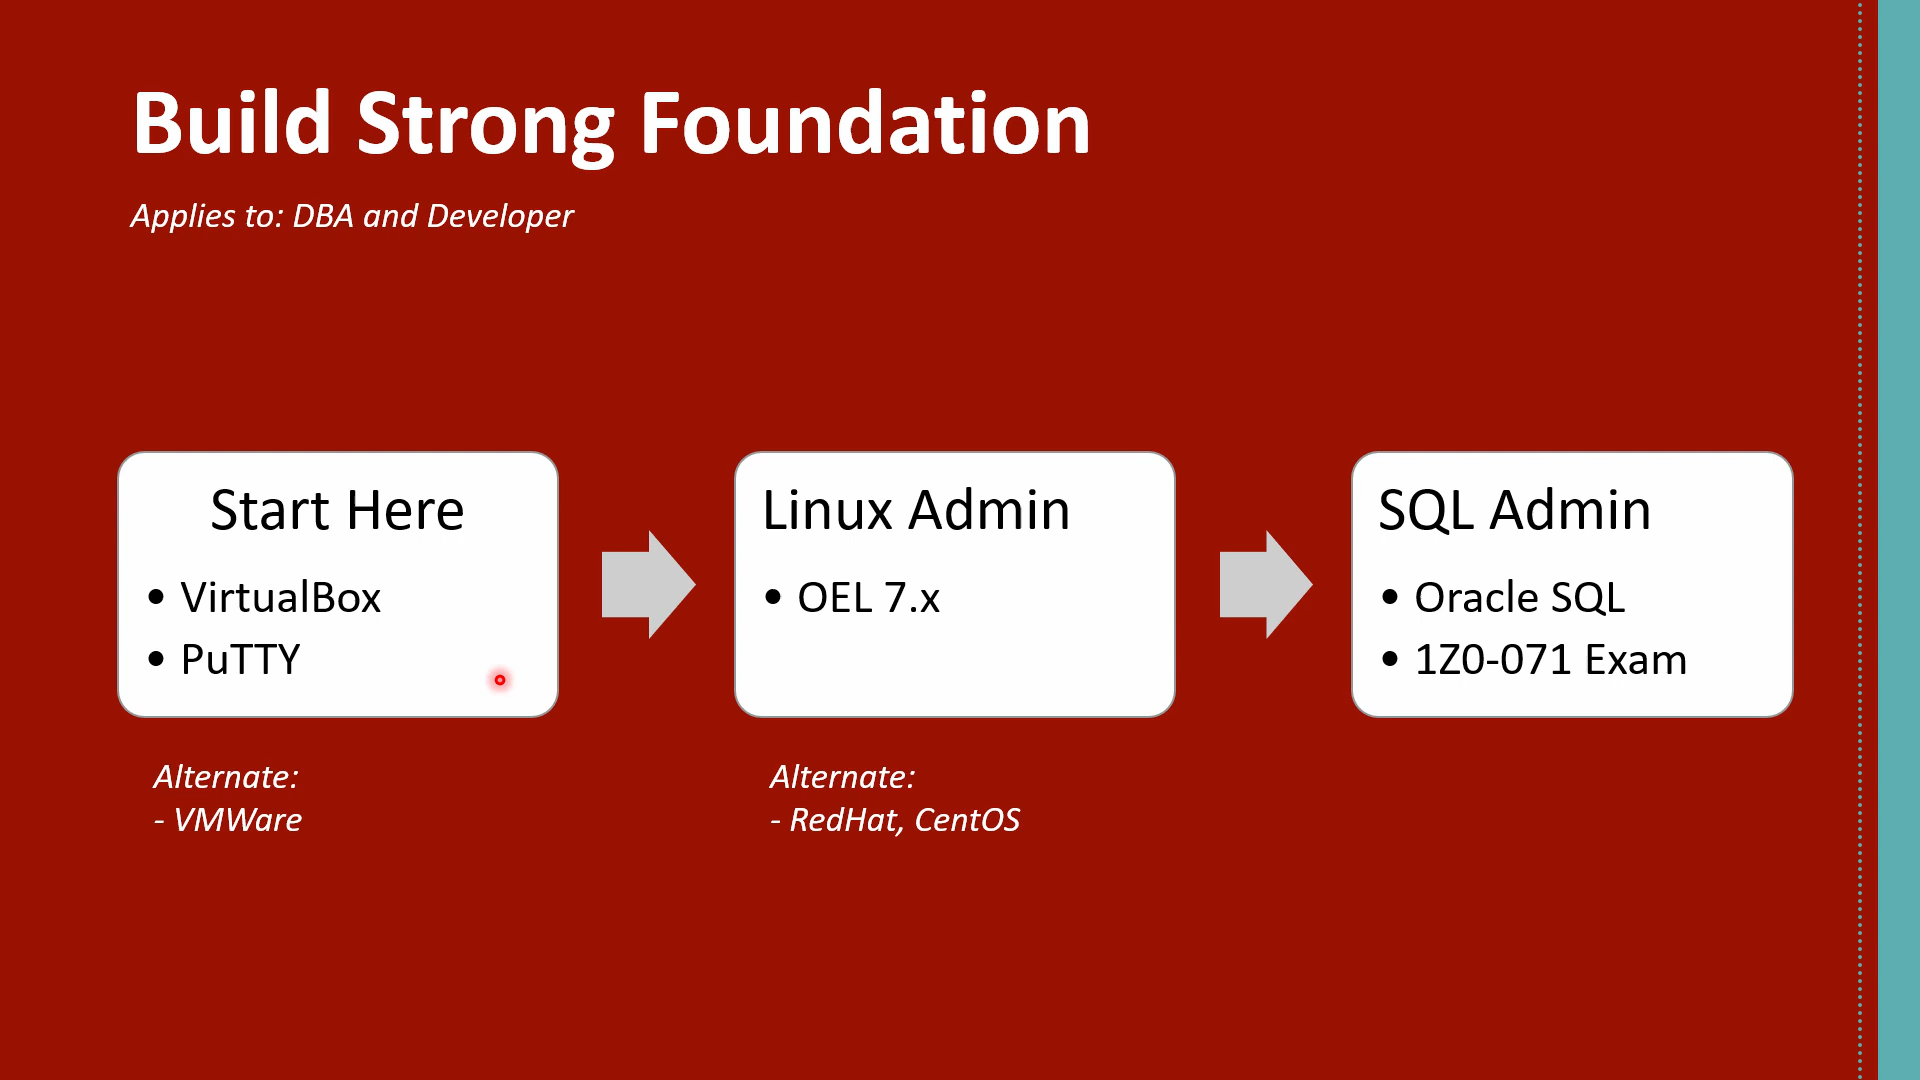 Build Strong Foundation
Applies to: DBA and Developer
Start Here
• VirtualBox
• PuTTY
Alternate:
- VMWare
Linux Admin
• OEL 7.x
Alternate:
- RedHat, CentOS
SQL Admin
• Oracle SQL
• 1Z0-071 Exam